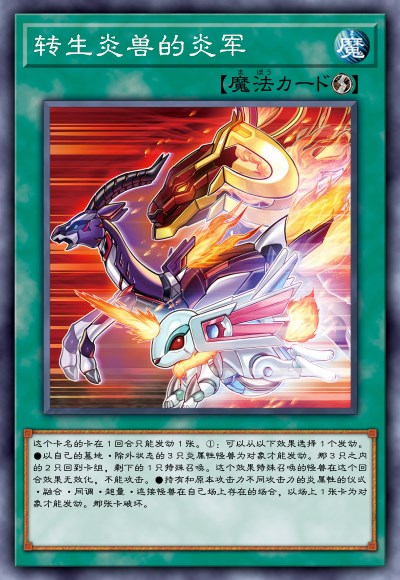 转生炎兽的炎军
魔
【魔法カード】
まほう
这个卡名的卡在1回合只能发动1张。①：可以从以下效果选择1个发动。
●以自己的墓地·除外状态的3只炎属性怪兽为对象才能发动。那3只之内
的2只回到卡组，剩下的1只特殊召唤。这个效果特殊召唤的怪兽在这个回
合效果无效化，不能攻击。●持有和原本攻击力不同攻击力的炎属性的仪式
·融合·同调·超量·连接怪兽在自己场上存在的场合，以场上1张卡为对
象才能发动。那张卡破坏。